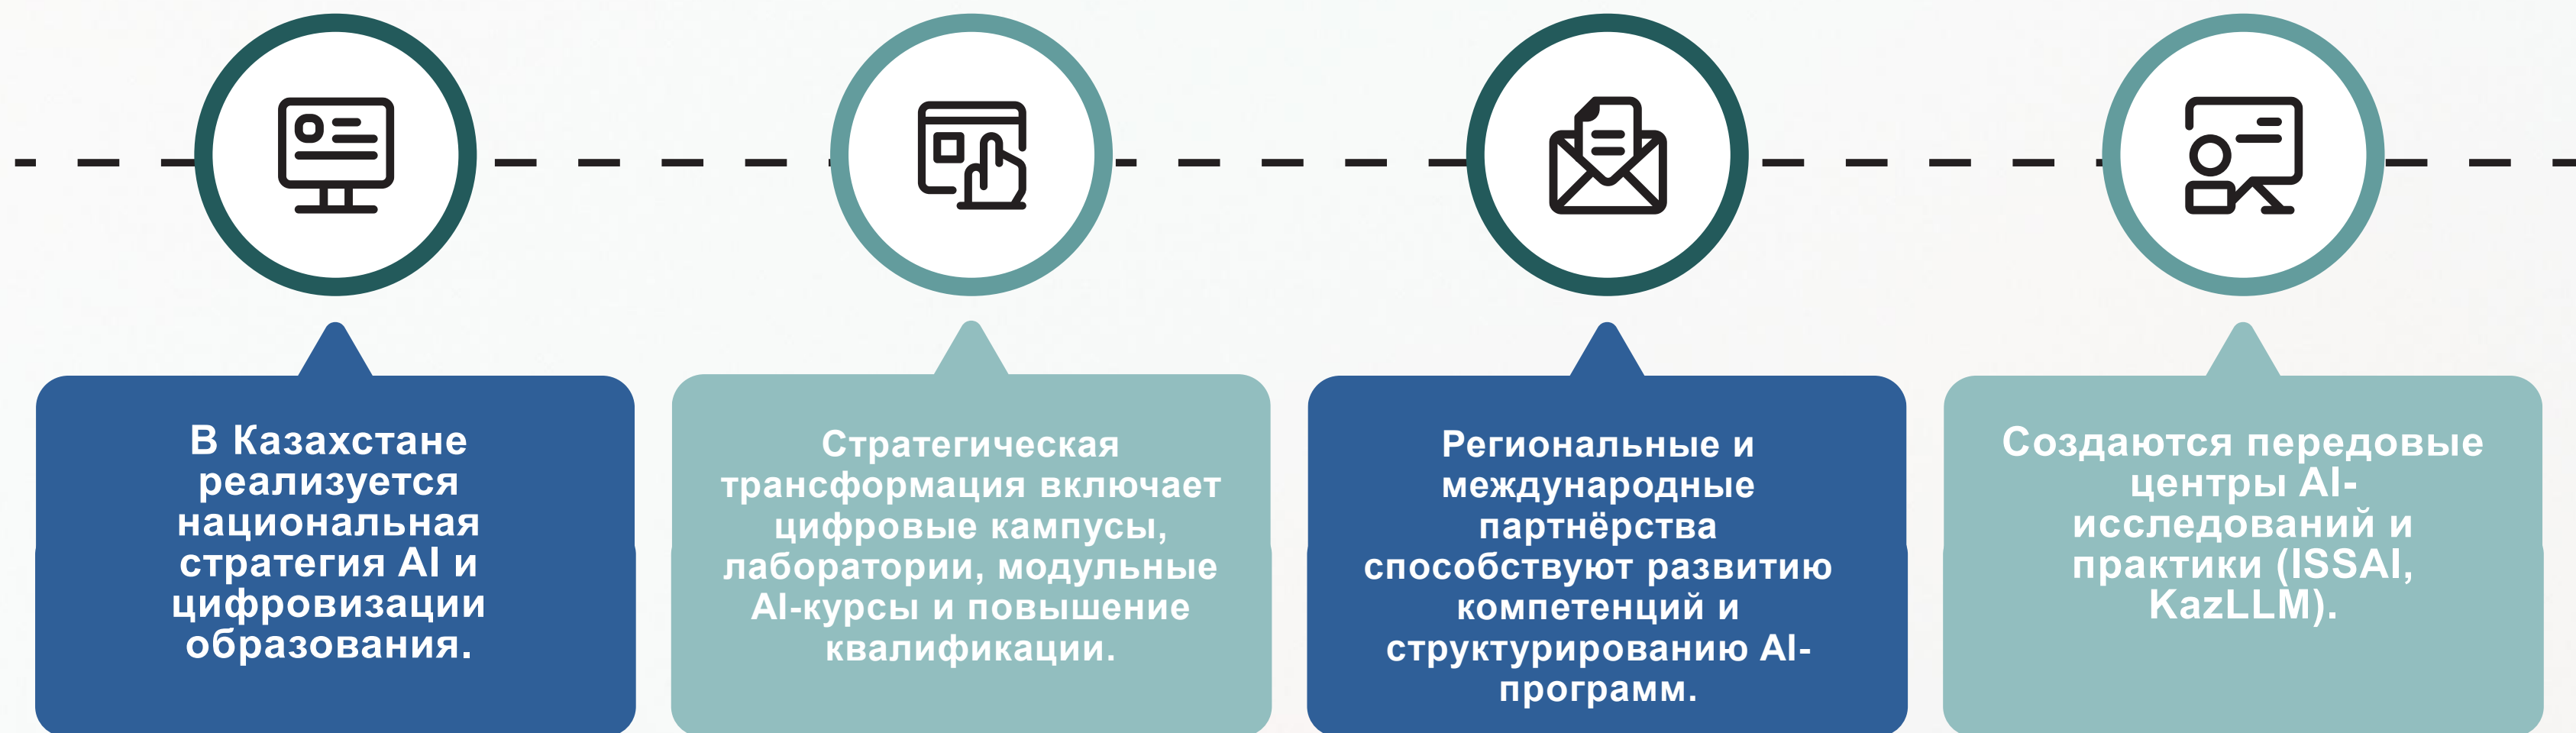 В Казахстане
реализуется
национальная
стратегия AI и
цифровизации
образования.
Стратегическая
трансформация включает
цифровые кампусы,
лаборатории, модульные
AI-курсы и повышение
квалификации.
Региональные и
международные
партнёрства
способствуют развитию
компетенций и
структурированию AI-
программ.
Создаются передовые
центры AI-
исследований и
практики (ISSAI,
KazLLM).